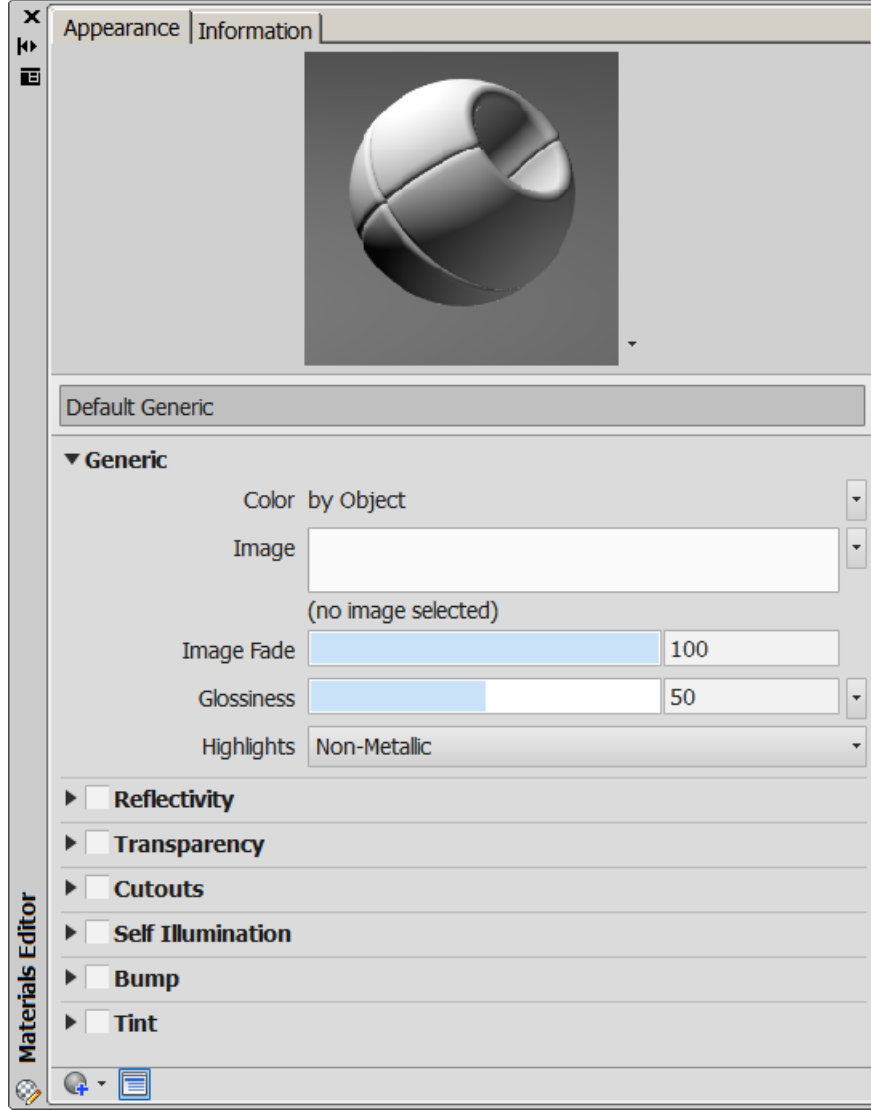 Appearance
Information
Default Generic
Generic
Color by Object
Image
(no image selected)
Image Fade 100
Glossiness 50
Highlights Non-Metallic
Reflectivity
Transparency
Cutouts
Self Illumination
Bump
Tint
Materials Editor